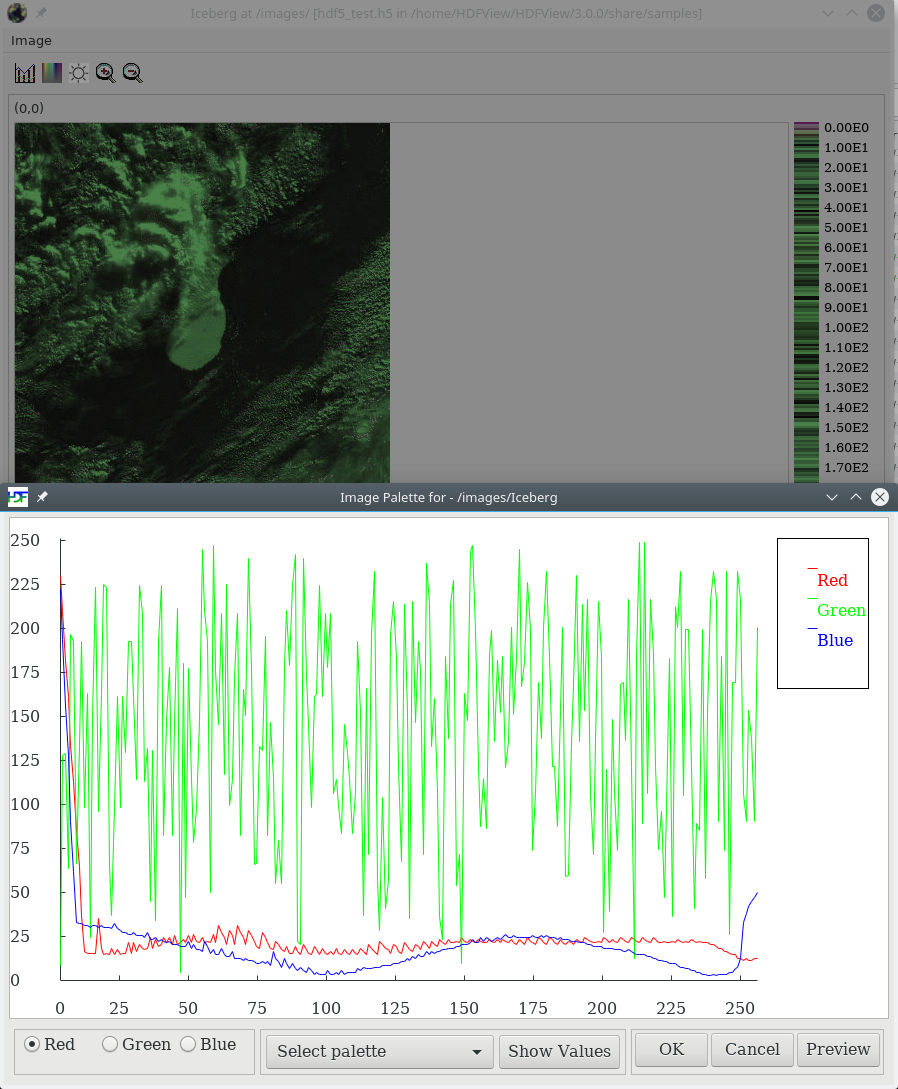 Iceberg at /images/ [hdf5_test.h5 in /home/HDFView/HDFView/3.0.0/share/samples]
Image
(0,0)
0.00E0
1.00E1
2.00E1
3.00E1
4.00E1
5.00E1
6.00E1
7.00E1
8.00E1
9.00E1
1.00E2
1.10E2
1.20E2
1.30E2
1.40E2
1.50E2
1.60E2
1.70E2
HDF
Image Palette for - /images/Iceberg
250
225
200
175
150
125
100
75
50
25
0
0 25 50 75 100 125 150 175 200 225 250
Red
Green
Blue
Red Green Blue Select palette Show Values OK Cancel Preview